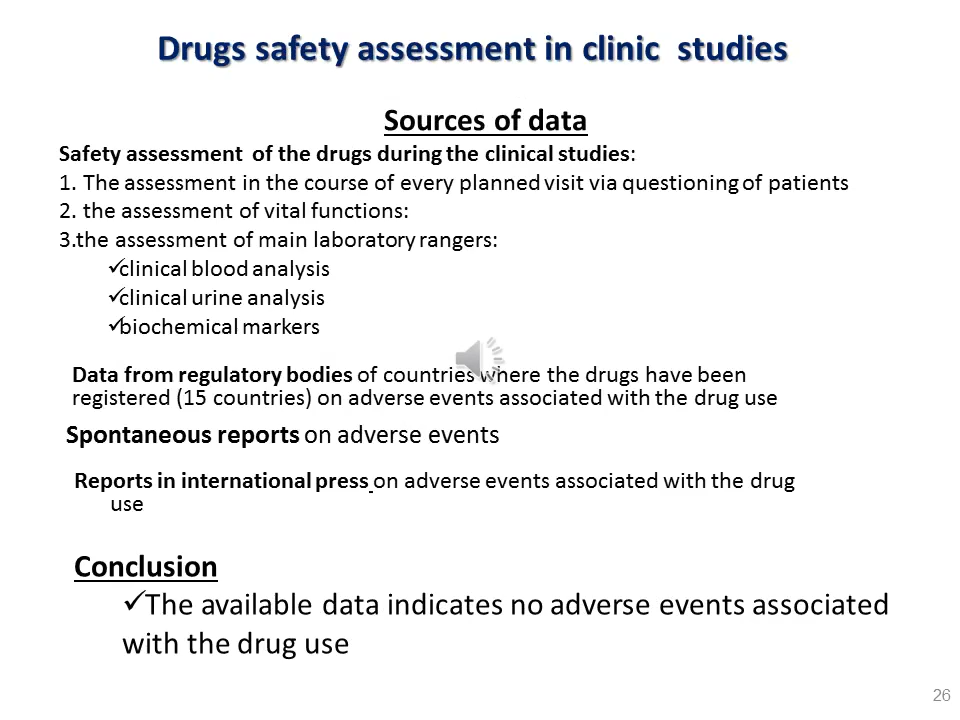 Drugs safety assessment in clinic studies
Sources of data
Safety assessment of the drugs during the clinical studies:
1. The assessment in the course of every planned visit via questioning of patients
2. the assessment of vital functions:
3.the assessment of main laboratory rangers:
✓clinical blood analysis
✓clinical urine analysis
✓biochemical markers
Data from regulatory bodies of countries where the drugs have been
registered (15 countries) on adverse events associated with the drug use
Spontaneous reports on adverse events
Reports in international press on adverse events associated with the drug
use
Conclusion
✓The available data indicates no adverse events associated
with the drug use
26